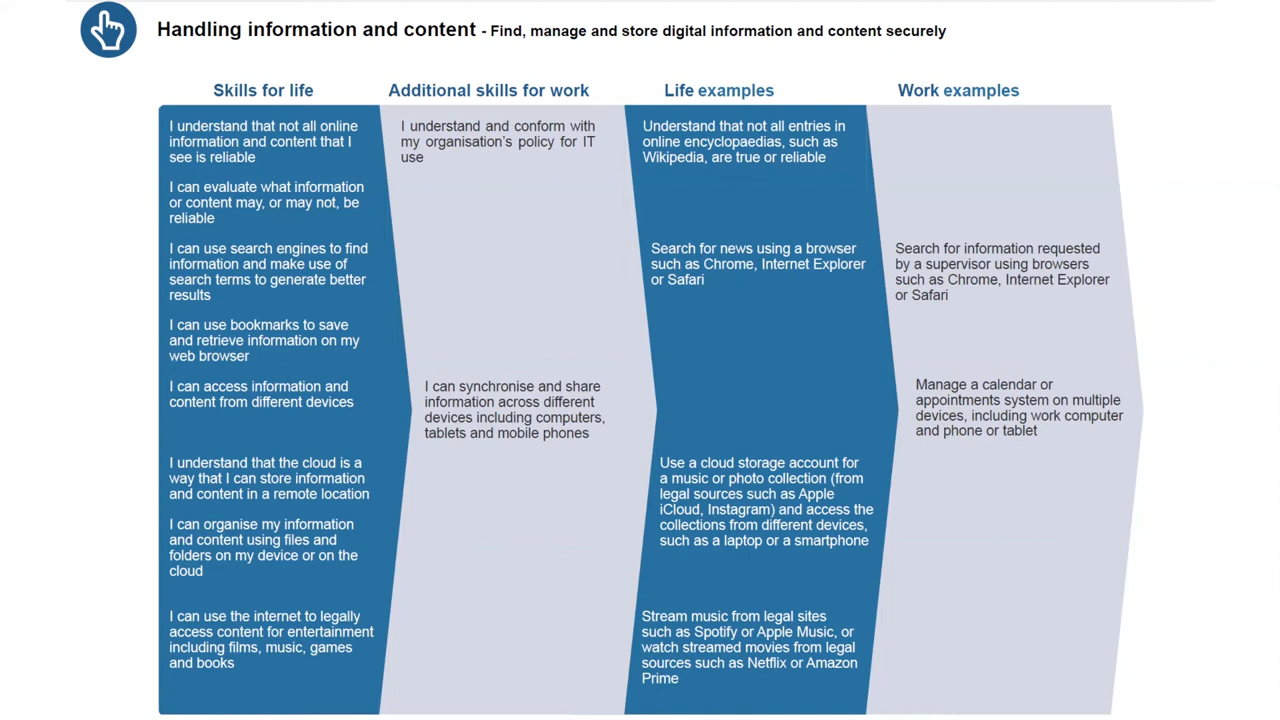 Handling information and content - Find, manage and store digital information and content securely
Skills for life
Additional skills for work
Life examples
Work examples
I understand that not all online
information and content that I
see is reliable
I can evaluate what information
or content may, or may not, be
reliable
I can use search engines to find
information and make use of
search terms to generate better
results
I can use bookmarks to save
and retrieve information on my
web browser
I can access information and
content from different devices
I understand that the cloud is a
way that I can store information
and content in a remote location
I can organise my information
and content using files and
folders on my device or on the
cloud
I can use the internet to legally
access content for entertainment
including films, music, games
and books
I understand and conform with
my organisation's policy for IT
use
I can synchronise and share
information across different
devices including computers,
tablets and mobile phones
Understand that not all entries in
online encyclopaedias, such as
Wikipedia, are true or reliable
Search for news using a browser
such as Chrome, Internet Explorer
or Safari
Use a cloud storage account for
a music or photo collection (from
legal sources such as Apple
iCloud, Instagram) and access the
collections from different devices,
such as a laptop or a smartphone
Stream music from legal sites
such as Spotify or Apple Music, or
watch streamed movies from legal
sources such as Netflix or Amazon
Prime
Search for information requested
by a supervisor using browsers
such as Chrome, Internet Explorer
or Safari
Manage a calendar or
appointments system on multiple
devices, including work computer
and phone or tablet